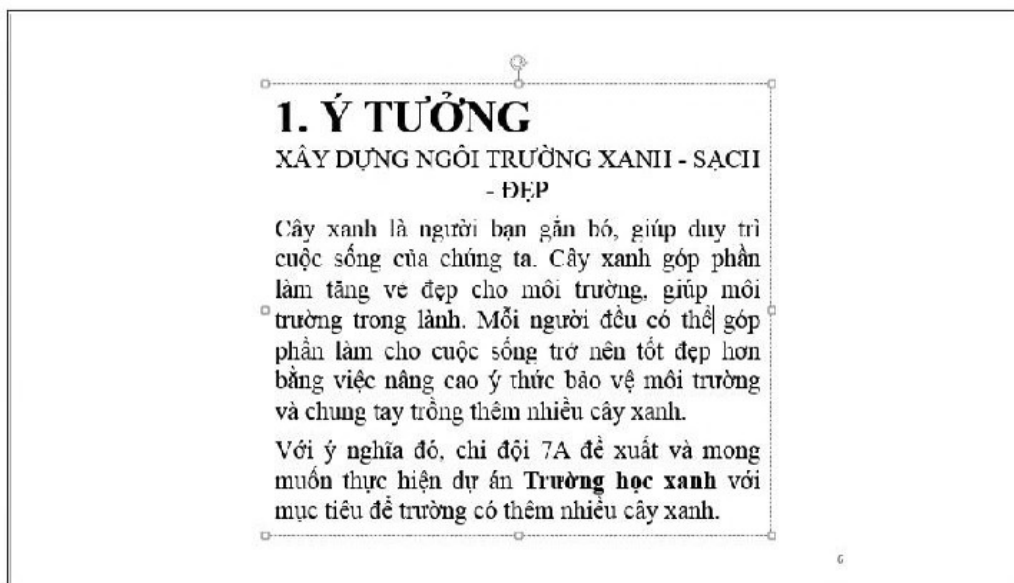 1. Ý TƯỞNG
XÂY DỰNG NGÔI TRƯỜNG XANH - SẠCH
- ĐẸP
Cây xanh là người bạn gắn bó, giúp duy trì
cuộc sống của chúng ta. Cây xanh góp phần
làm tăng vẻ đẹp cho môi trường, giúp môi
trường trong lành. Mỗi người đều có thể góp
phần làm cho cuộc sống trở nên tốt đẹp hơn
bằng việc nâng cao ý thức bảo vệ môi trường
và chung tay trồng thêm nhiều cây xanh.
Với ý nghĩa đó, chi đội 7A đề xuất và mong
muốn thực hiện dự án Trường học xanh với
mục tiêu để trường có thêm nhiều cây xanh.
6